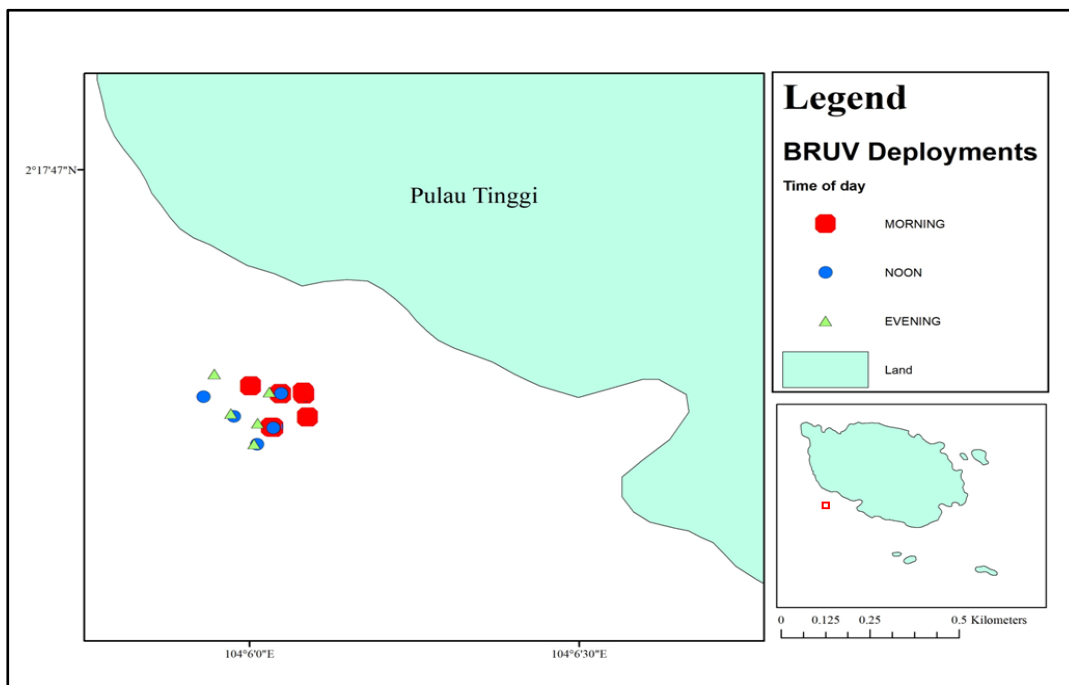 2°17'47"N
Pulau Tinggi
104°6'0"E
104°6'30"E
Legend
BRUV Deployments
Time of day
MORNING
NOON
EVENING
Land
0 0.125 0.25 0.5 Kilometers